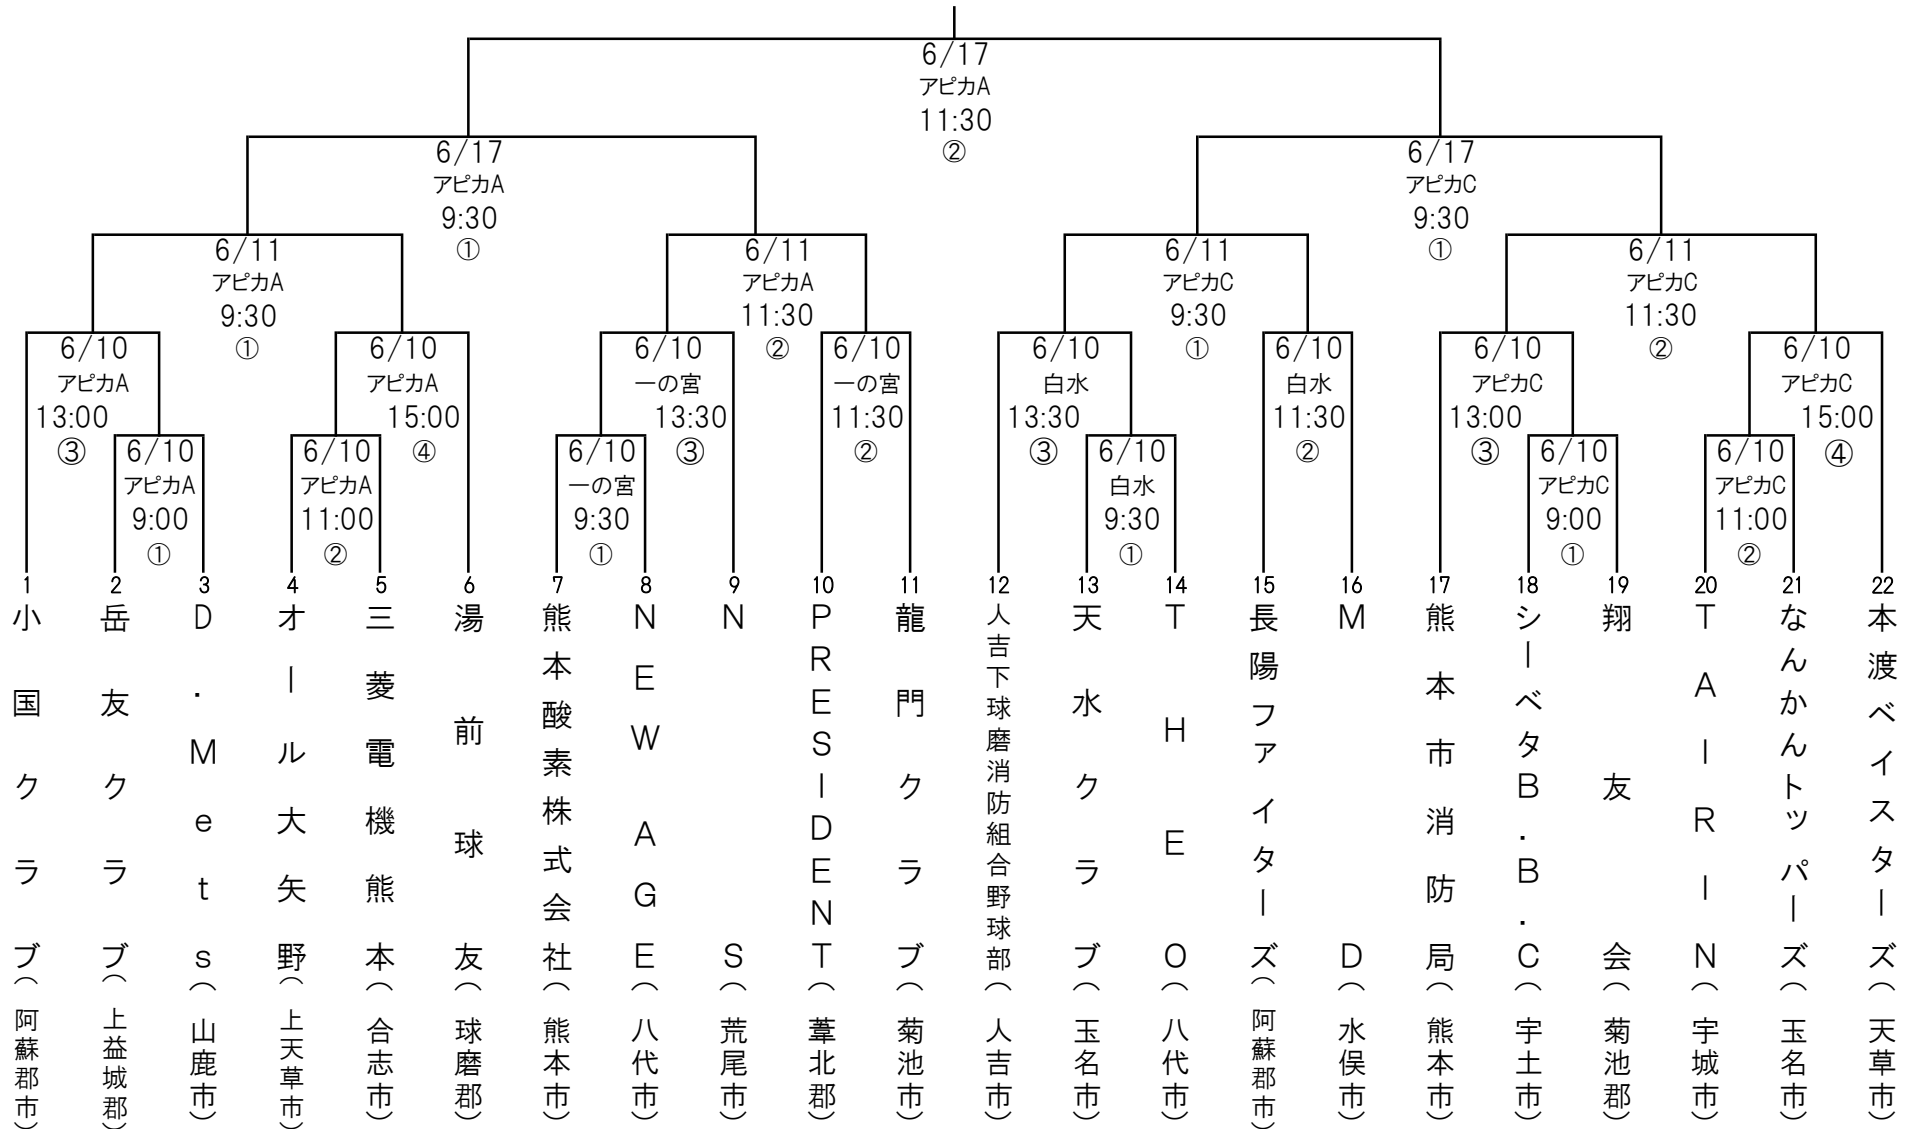 6/17
アピカA
11:30
②
6/17
アピカA
9:30
①
6/17
アピカC
9:30
①
6/11
アピカA
9:30
①
6/11
アピカA
11:30
②
6/11
アピカC
9:30
①
6/11
アピカC
11:30
②
6/10
アピカA
13:00
③
6/10
アピカA
15:00
④
6/10
一の宮
13:30
③
6/10
一の宮
11:30
②
6/10
白水
13:30
③
6/10
白水
11:30
②
6/10
アピカC
13:00
③
6/10
アピカC
15:00
④
6/10
アピカA
9:00
①
6/10
アピカA
11:00
②
6/10
一の宮
9:30
①
6/10
白水
9:30
①
6/10
アピカC
9:00
①
6/10
アピカC
11:00
②
1
小国クラブ(阿蘇郡市)
2
岳友クラブ(上益城郡)
3
D.Mets(山鹿市)
4
オール大矢野(上天草市)
5
三菱電機熊本(合志市)
6
湯前球友(球磨郡)
7
熊本酸素株式会社(熊本市)
8
NEW AGE(八代市)
9
NS(荒尾市)
10
PRESIDENT(葦北郡)
11
龍門クラブ(菊池市)
12
人吉下球磨消防組合野球部(人吉市)
13
天水クラブ(玉名市)
14
THEO(八代市)
15
長陽ファイターズ(阿蘇郡市)
16
MD(水俣市)
17
熊本市消防局(熊本市)
18
シーベタB.B.C(宇土市)
19
翔友会(菊池郡)
20
TAIRIN(宇城市)
21
なんかんトッパーズ(玉名市)
22
本渡ベイスターズ(天草市)